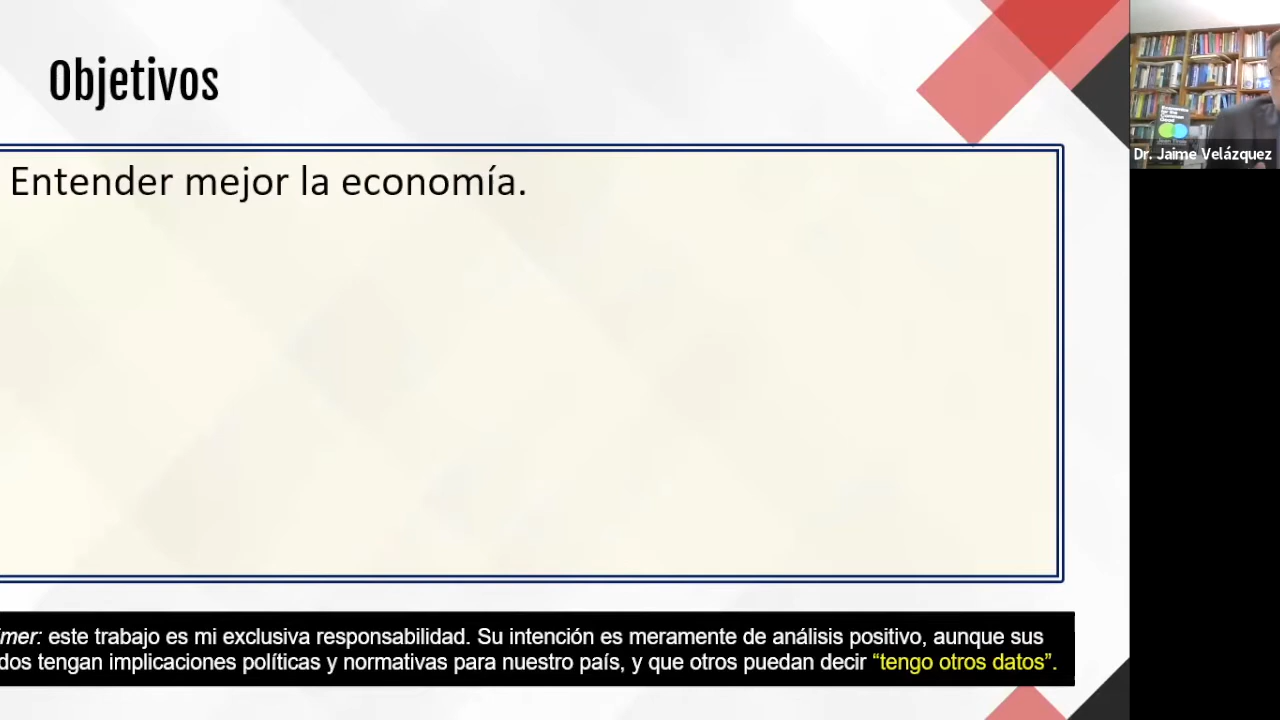 Objetivos
Entender mejor la economía.
imer: este trabajo es mi exclusiva responsabilidad. Su intención es meramente de análisis positivo, aunque sus
dos tengan implicaciones políticas y normativas para nuestro país, y que otros puedan decir “tengo otros datos”.
Dr. Jaime Velázquez